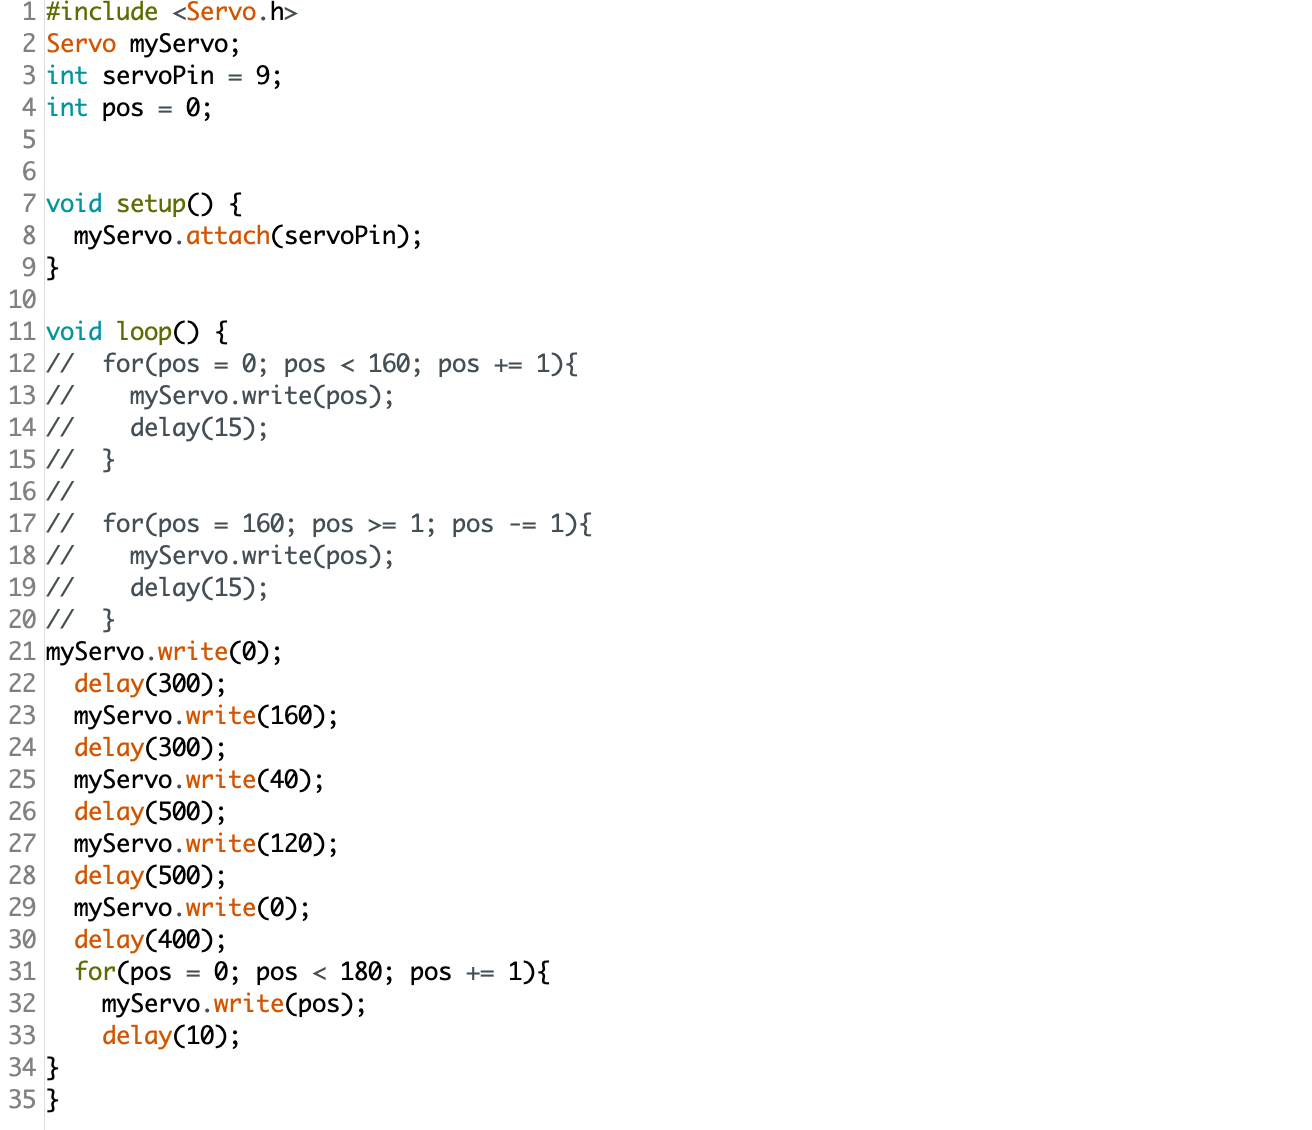 1 #include <Servo.h>
2 Servo myServo;
3 int servoPin = 9;
4 int pos = 0;
5
6
7 void setup() {
8   myServo.attach(servoPin);
9 }
10
11 void loop() {
12 //  for(pos = 0; pos < 160; pos += 1){
13 //    myServo.write(pos);
14 //    delay(15);
15 //  }
16 //
17 //  for(pos = 160; pos >= 1; pos -= 1){
18 //    myServo.write(pos);
19 //    delay(15);
20 //  }
21 myServo.write(0);
22   delay(300);
23   myServo.write(160);
24   delay(300);
25   myServo.write(40);
26   delay(500);
27   myServo.write(120);
28   delay(500);
29   myServo.write(0);
30   delay(400);
31   for(pos = 0; pos < 180; pos += 1){
32     myServo.write(pos);
33     delay(10);
34 }
35 }